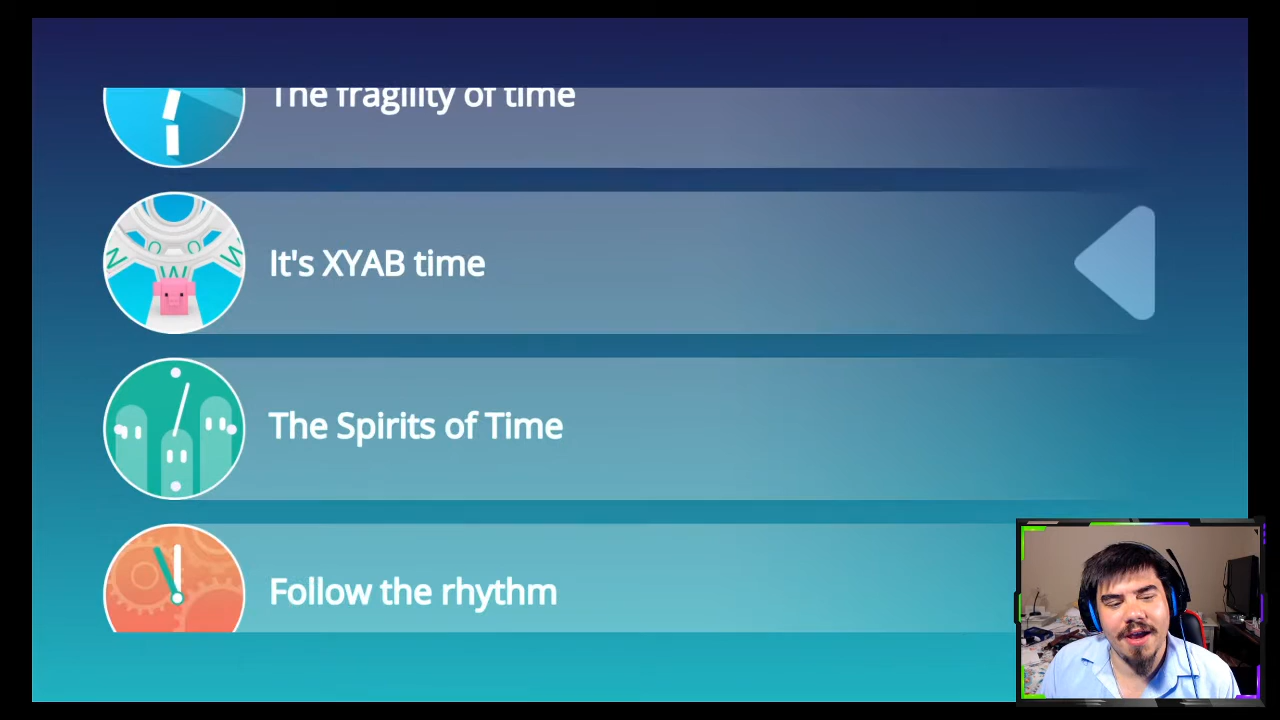 The fragility of time
It's XYAB time
The Spirits of Time
Follow the rhythm